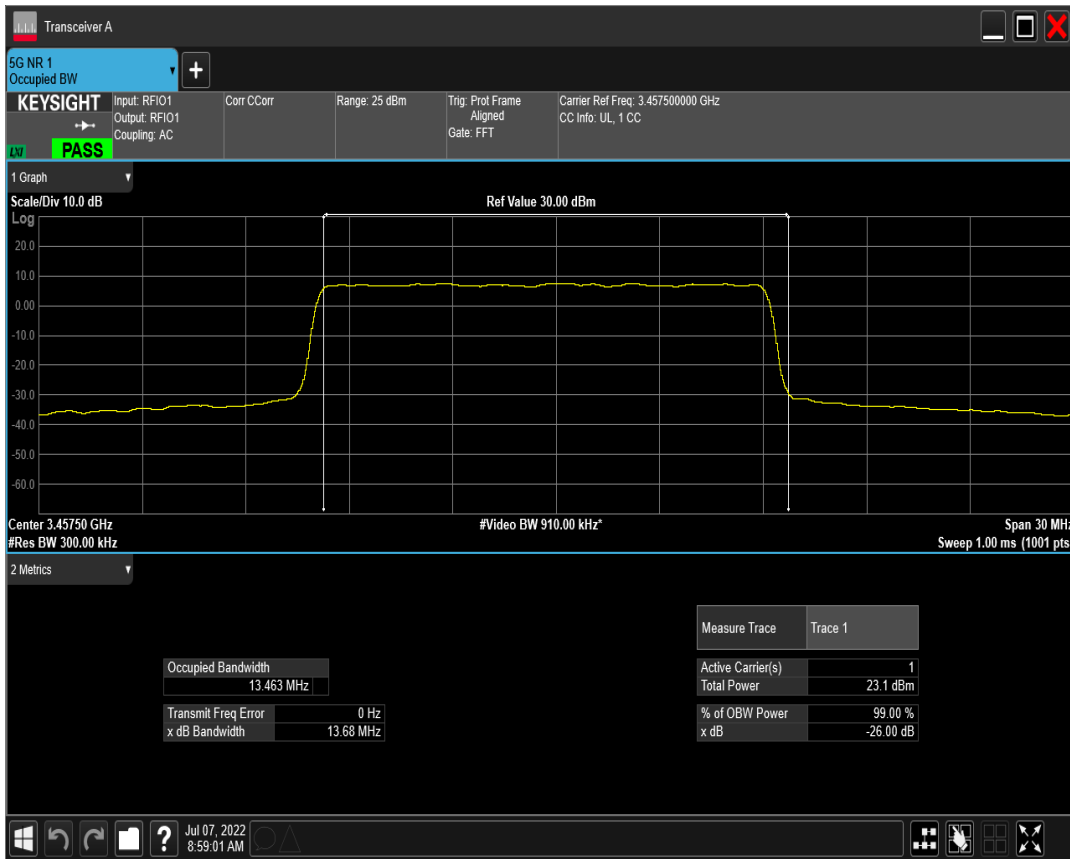 Transceiver A
5G NR 1
Occupied BW
KEYSIGHT
LXI
PASS
Input: RFIO1
Output: RFIO1
Coupling: AC
Corr CCorr
Range: 25 dBm
Trig: Prot Frame
Aligned
Gate: FFT
Carrier Ref Freq: 3.457500000 GHz
CC Info: UL, 1 CC
1 Graph
Scale/Div 10.0 dB
Ref Value 30.00 dBm
Log
20.0
10.0
0.00
-10.0
-20.0
-30.0
-40.0
-50.0
-60.0
Center 3.45750 GHz
#Video BW 910.00 kHz*
Span 30 MHz
#Res BW 300.00 kHz
Sweep 1.00 ms (1001 pts
2 Metrics
Measure Trace Trace 1
Occupied Bandwidth
13.463 MHz
Active Carrier(s) 1
Total Power 23.1 dBm
Transmit Freq Error 0 Hz
x dB Bandwidth 13.68 MHz
% of OBW Power 99.00 %
x dB -26.00 dB
Jul 07, 2022
8:59:01 AM